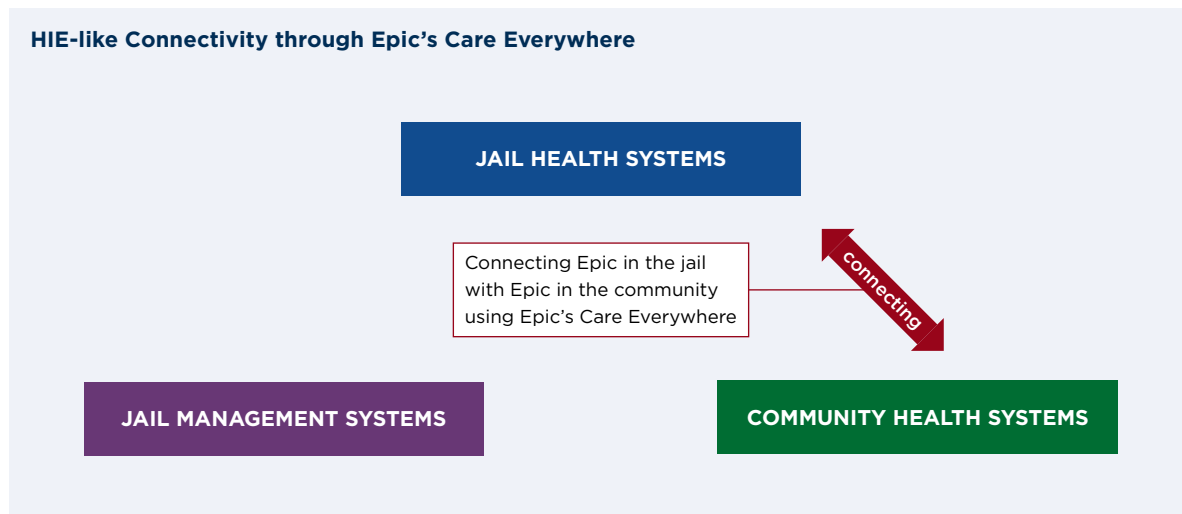 HIE-like Connectivity through Epic’s Care Everywhere
JAIL HEALTH SYSTEMS
Connecting Epic in the jail
with Epic in the community
using Epic’s Care Everywhere
connecting
JAIL MANAGEMENT SYSTEMS
COMMUNITY HEALTH SYSTEMS